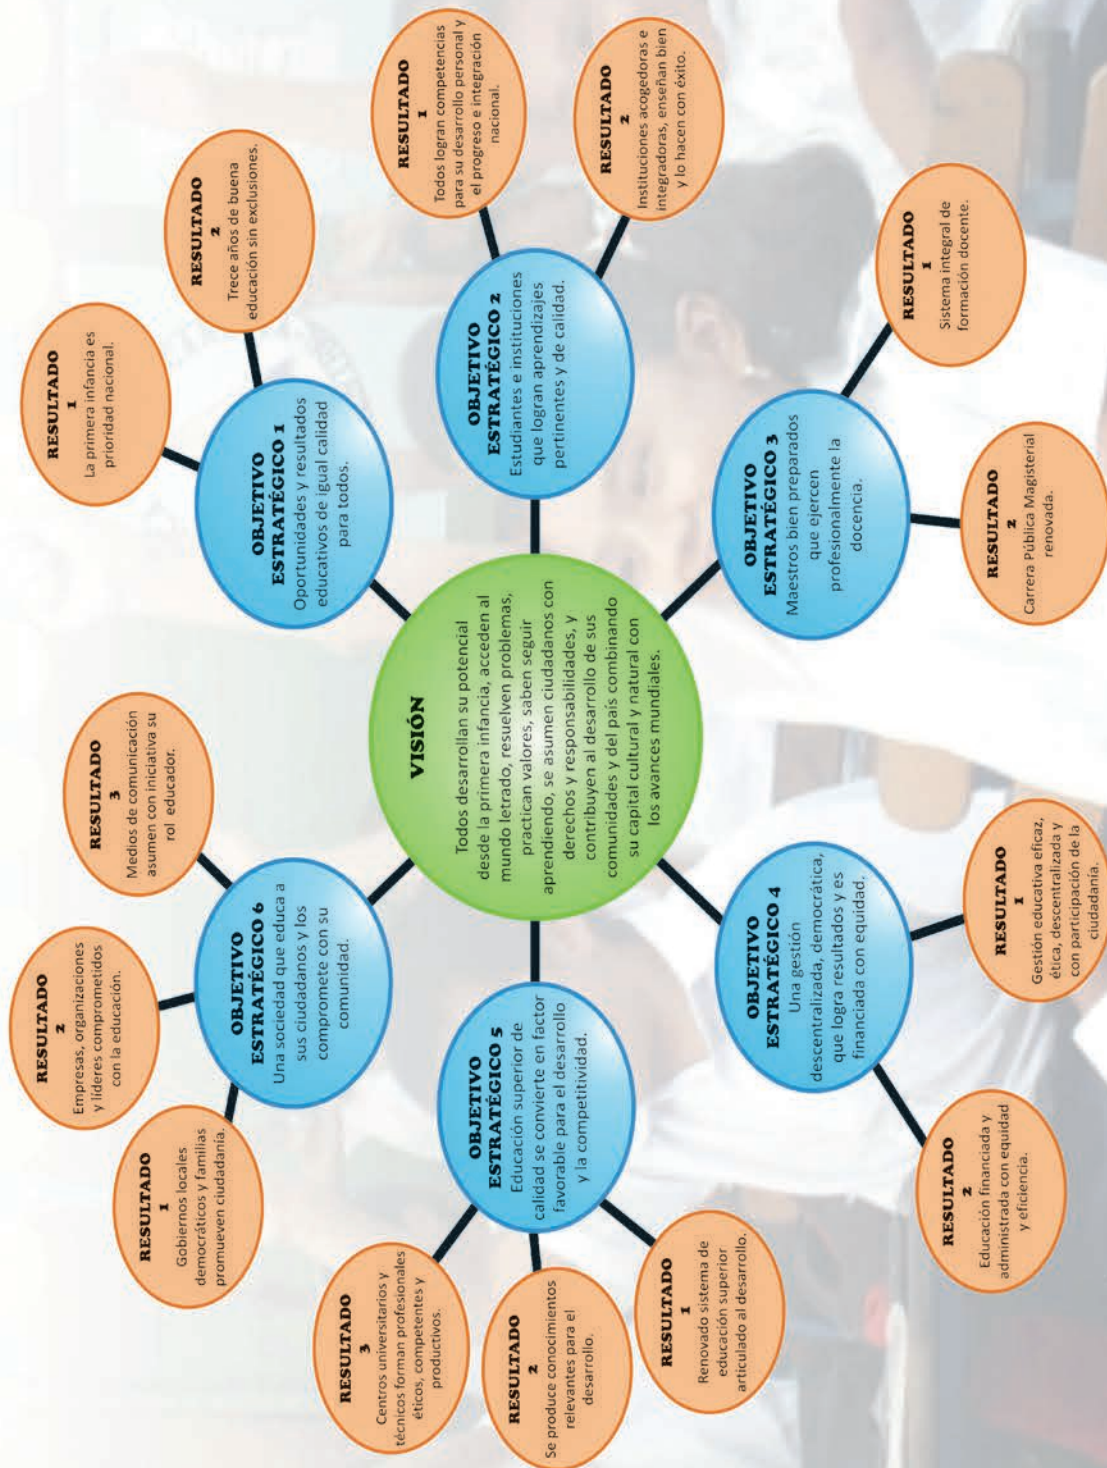 VISIÓN
Todos desarrollan su potencial
desde la primera infancia, acceden al
mundo letrado, resuelven problemas,
practican valores, saben seguir
aprendiendo, se asumen ciudadanos con
derechos y responsabilidades, y
contribuyen al desarrollo de sus
comunidades y del país combinando
su capital cultural y natural con
los avances mundiales.
OBJETIVO
ESTRATÉGICO 1
Oportunidades y resultados
educativos de igual calidad
para todos.
RESULTADO
1
La primera infancia es
prioridad nacional.
RESULTADO
2
Trece años de buena
educación sin exclusiones.
OBJETIVO
ESTRATÉGICO 2
Estudiantes e instituciones
que logran aprendizajes
pertinentes y de calidad.
RESULTADO
1
Todos logran competencias
para su desarrollo personal y
el progreso e integración
nacional.
RESULTADO
2
Instituciones acogedoras e
integradoras, enseñan bien
y lo hacen con éxito.
OBJETIVO
ESTRATÉGICO 3
Maestros bien preparados
que ejercen
profesionalmente la
docencia.
RESULTADO
1
Sistema integral de
formación docente.
RESULTADO
2
Carrera Pública Magisterial
renovada.
OBJETIVO
ESTRATÉGICO 4
Una gestión
descentralizada, democrática,
que logra resultados y es
financiada con equidad.
RESULTADO
1
Gestión educativa eficaz,
ética, descentralizada y
con participación de la
ciudadanía.
RESULTADO
2
Educación financiada y
administrada con equidad
y eficiencia.
OBJETIVO
ESTRATÉGICO 5
Educación superior de
calidad se convierte en factor
favorable para el desarrollo
y la competitividad.
RESULTADO
1
Renovado sistema de
educación superior
articulado al desarrollo.
RESULTADO
2
Se produce conocimientos
relevantes para el
desarrollo.
RESULTADO
3
Centros universitarios y
técnicos forman profesionales
éticos, competentes y
productivos.
OBJETIVO
ESTRATÉGICO 6
Una sociedad que educa a
sus ciudadanos y los
compromete con su
comunidad.
RESULTADO
1
Gobiernos locales
democráticos y familias
promueven ciudadanía.
RESULTADO
2
Empresas, organizaciones
y líderes comprometidos
con la educación.
RESULTADO
3
Medios de comunicación
asumen con iniciativa su
rol educador.